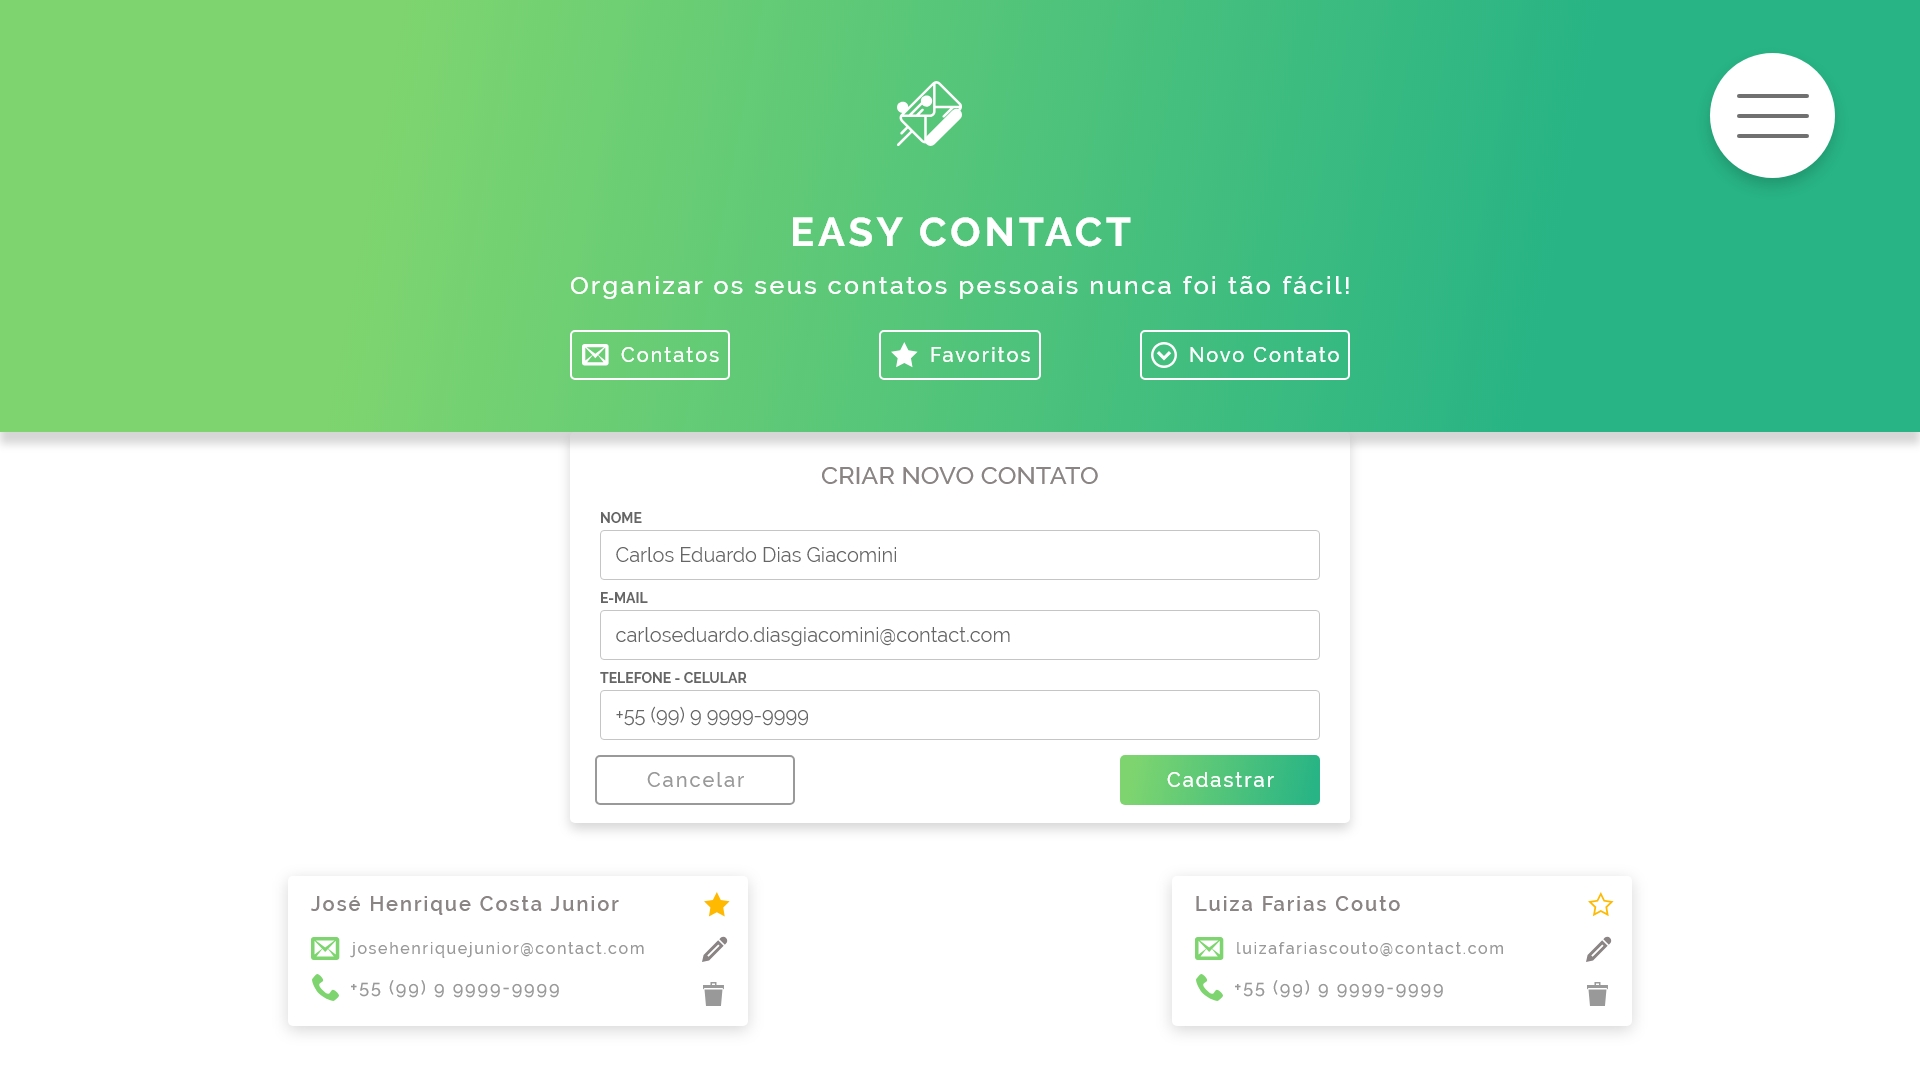 EASY CONTACT
Organizar os seus contatos pessoais nunca foi tão fácil!
Contatos
Favoritos
Novo Contato
CRIAR NOVO CONTATO
NOME
Carlos Eduardo Dias Giacomini
E-MAIL
carloseduardo.diasgiacomini@contact.com
TELEFONE - CELULAR
+55 (99) 9 9999-9999
Cancelar
Cadastrar
José Henrique Costa Junior
josehenriquejunior@contact.com
+55 (99) 9 9999-9999
Luiza Farias Couto
luizafariascouto@contact.com
+55 (99) 9 9999-9999